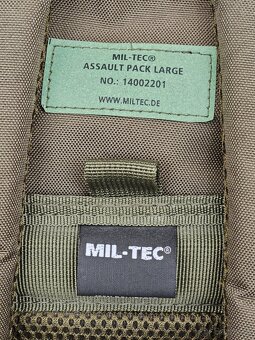 MIL-TEC®
ASSAULT PACK LARGE
NO.: 14002201
WWW.MILTEC.DE
MIL-TEC®